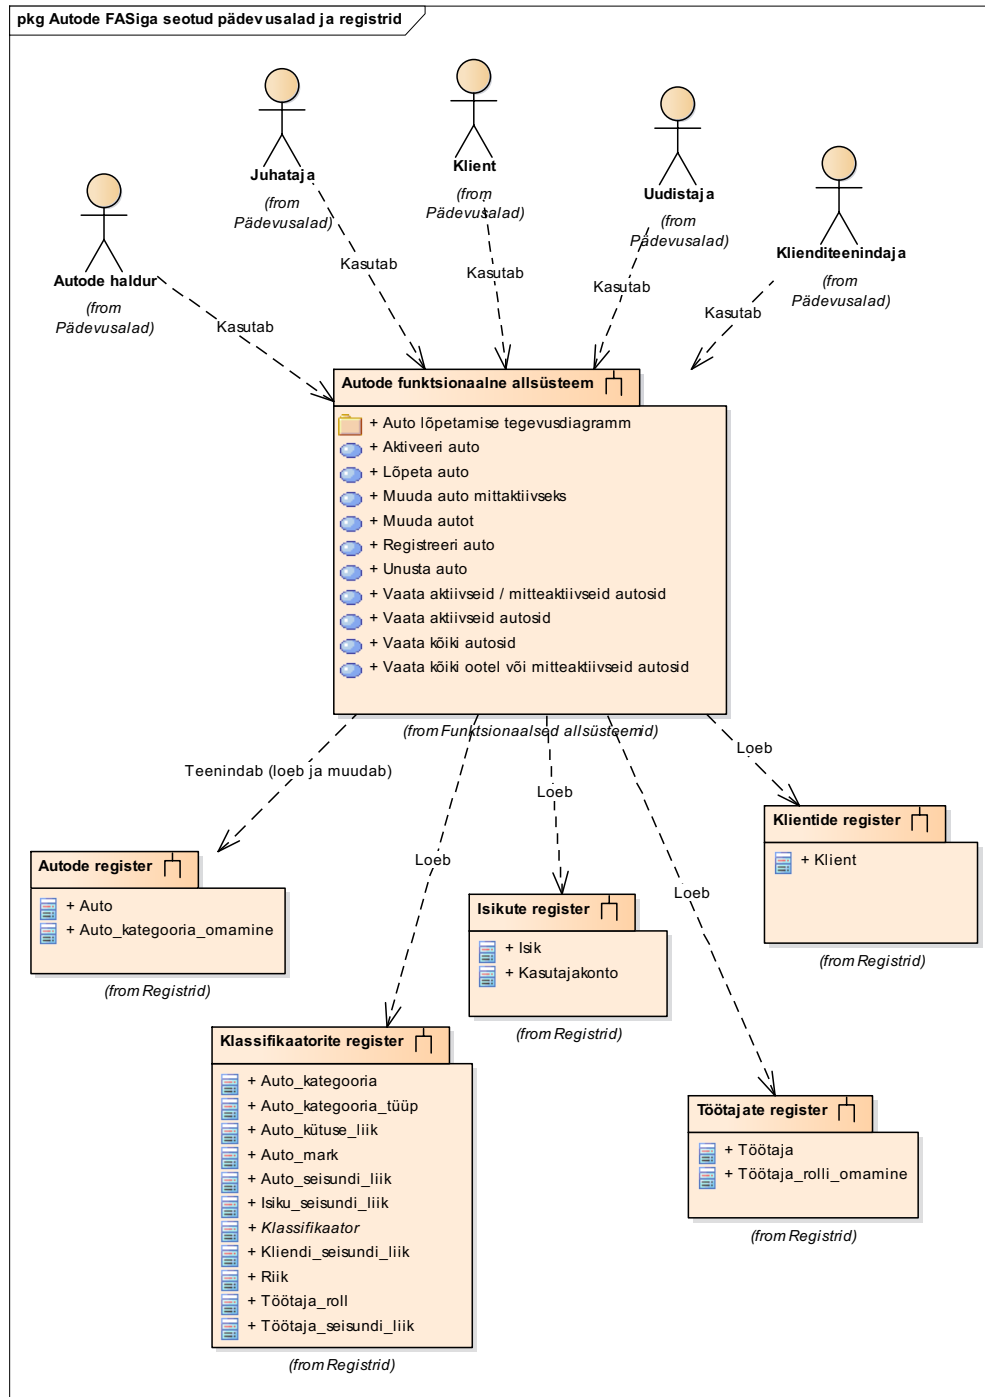 pkg Autode FASiga seotud pädevusalad ja registrid
Juhataja
(from
Pädevusalad)
Klient
(from
Pädevusalad)
Uudistaja
(from
Pädevusalad)
Klienditeenindaja
(from
Pädevusalad)
Autode haldur
(from
Pädevusalad)
Kasutab
Kasutab
Kasutab
Kasutab
Kasutab
Autode funktsionaalne allsüsteem
+ Auto lõpetamise tegevusdiagramm
+ Aktiveeri auto
+ Lõpeta auto
+ Muuda auto mittaktiivseks
+ Muuda autot
+ Registreeri auto
+ Unusta auto
+ Vaata aktiivseid / mitteaktiivseid autosid
+ Vaata aktiivseid autosid
+ Vaata kõiki autosid
+ Vaata kõiki ootel või mitteaktiivseid autosid
(from Funktsionaalsed allsüsteemid)
Teenindab (loeb ja muudab)
Loeb
Loeb
Loeb
Loeb
Autode register
+ Auto
+ Auto_kategooria_omamine
(from Registrid)
Klassifikaatorite register
+ Auto_kategooria
+ Auto_kategooria_tüüp
+ Auto_kütuse_liik
+ Auto_mark
+ Auto_seisundi_liik
+ Isiku_seisundi_liik
+ Klassifikaator
+ Kliendi_seisundi_liik
+ Riik
+ Töötaja_roll
+ Töötaja_seisundi_liik
(from Registrid)
Isikute register
+ Isik
+ Kasutajakonto
(from Registrid)
Töötajate register
+ Töötaja
+ Töötaja_rolli_omamine
(from Registrid)
Klientide register
+ Klient
(from Registrid)